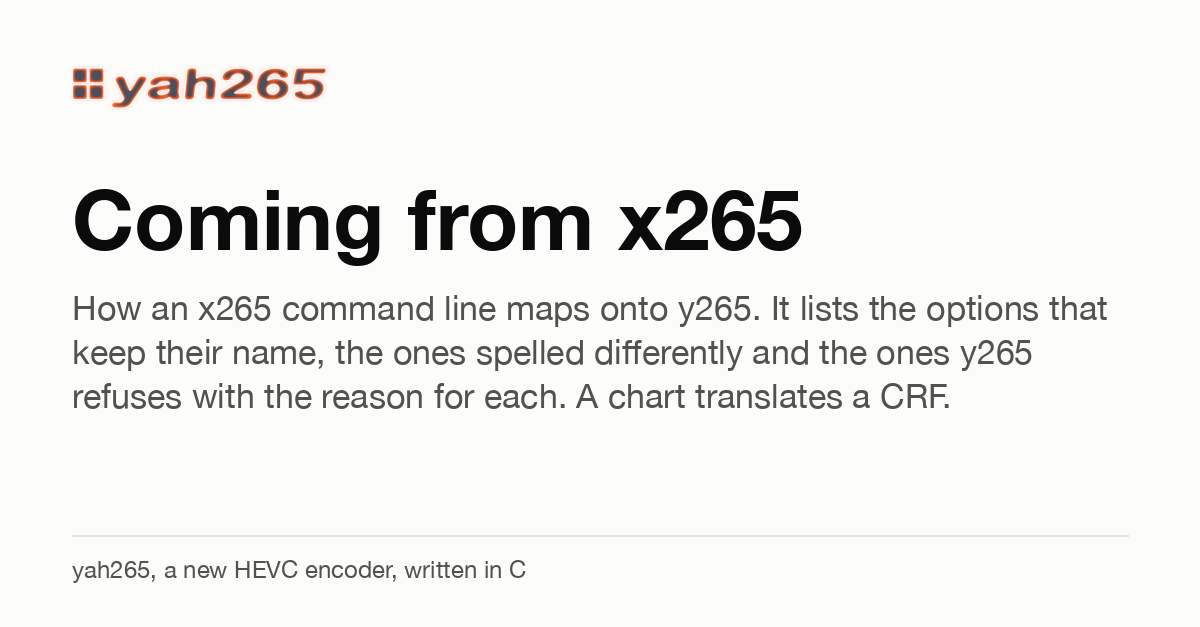 yah265
Coming from x265
How an x265 command line maps onto y265. It lists the options that
keep their name, the ones spelled differently and the ones y265
refuses with the reason for each. A chart translates a CRF.
yah265, a new HEVC encoder, written in C